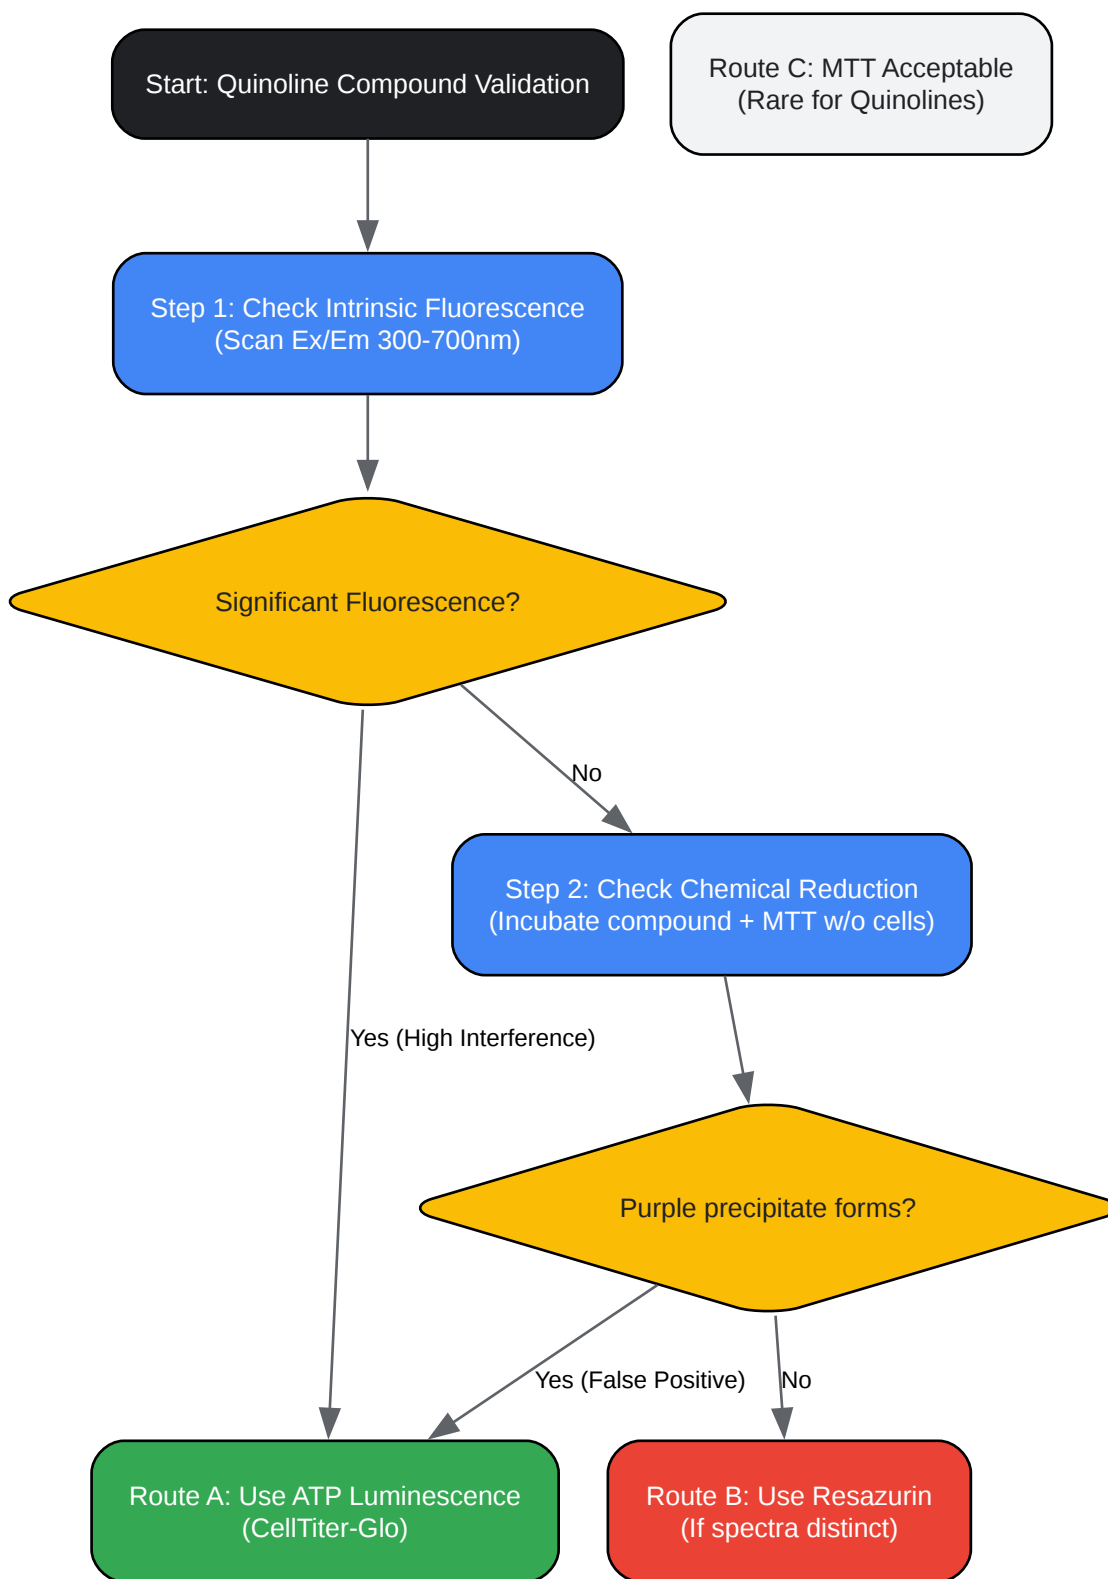 Start: Quinoline Compound Validation
Route C: MTT Acceptable
(Rare for Quinolines)
Step 1: Check Intrinsic Fluorescence
(Scan Ex/Em 300-700nm)
Significant Fluorescence?
No
Step 2: Check Chemical Reduction
(Incubate compound + MTT w/o cells)
Yes (High Interference)
Purple precipitate forms?
Yes (False Positive)
No
Route A: Use ATP Luminescence
(CellTiter-Glo)
Route B: Use Resazurin
(If spectra distinct)